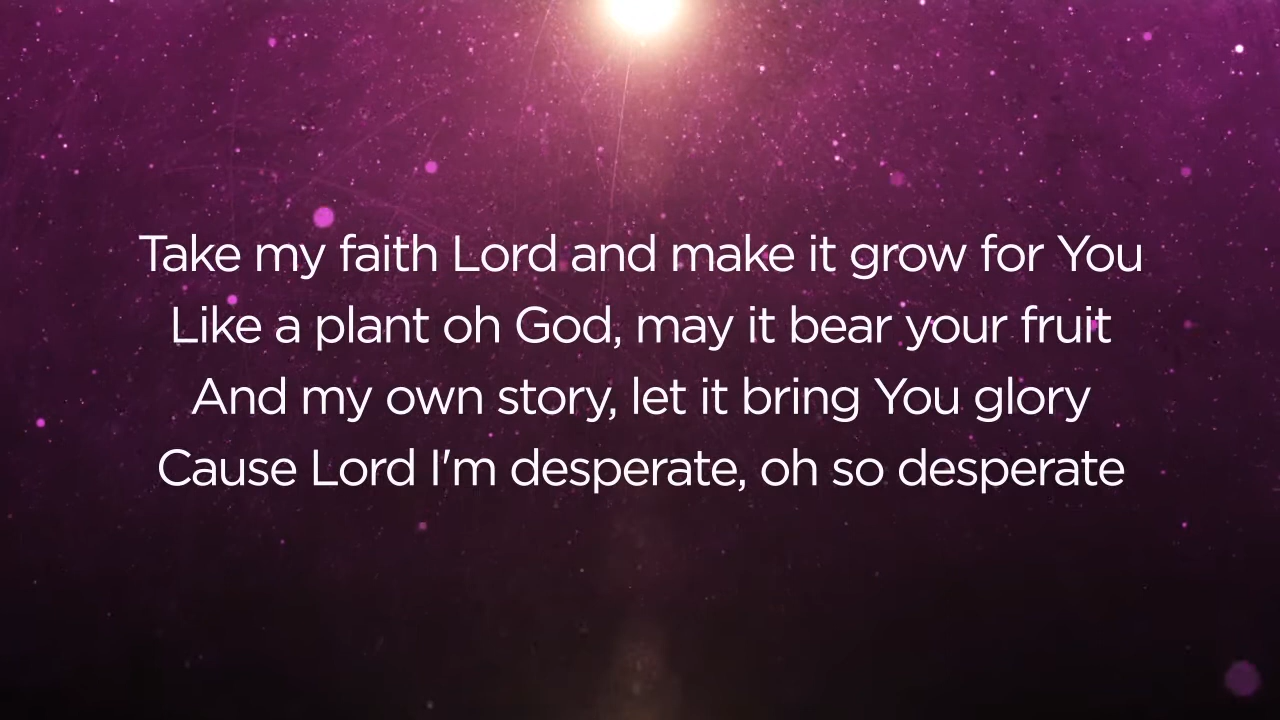 Take my faith Lord and make it grow for You
Like a plant oh God, may it bear your fruit
And my own story, let it bring You glory
Cause Lord I'm desperate, oh so desperate